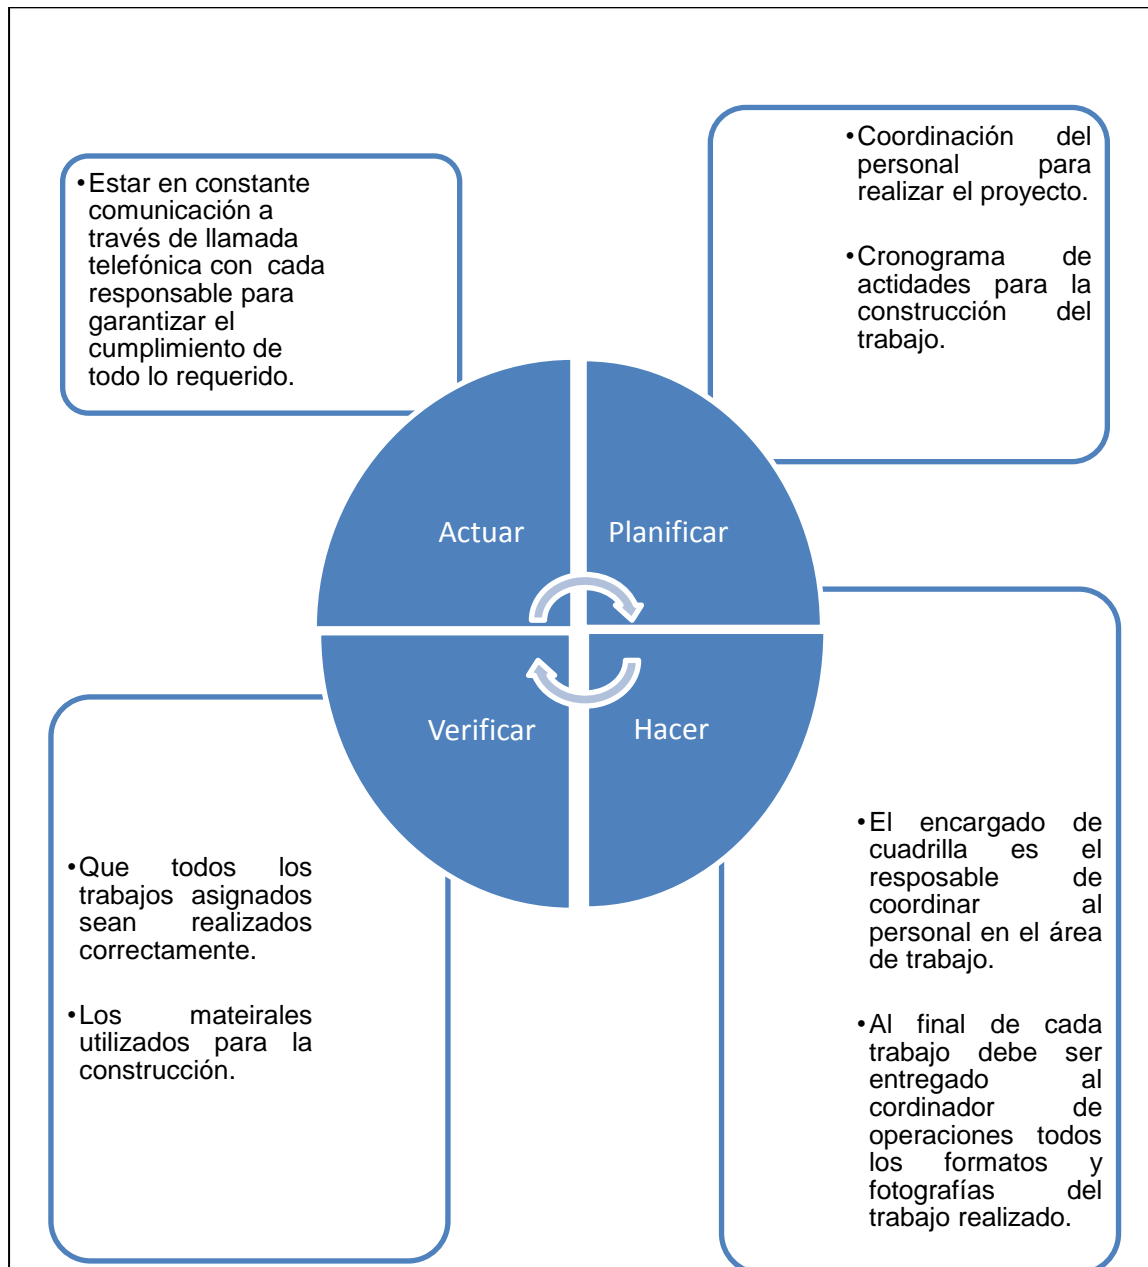 •Estar en constante
comunicación a
través de llamada
telefónica con cada
responsable para
garantizar el
cumplimiento de
todo lo requerido.
•Coordinación del
personal para
realizar el proyecto.
•Cronograma de
actidades para la
construcción del
trabajo.
Actuar
Planificar
Verificar
Hacer
•Que todos los
trabajos asignados
sean realizados
correctamente.
•Los mateirales
utilizados para la
construcción.
•El encargado de
cuadrilla es el
resposable de
coordinar al
personal en el área
de trabajo.
•Al final de cada
trabajo debe ser
entregado al
cordinador de
operaciones todos
los formatos y
fotografías del
trabajo realizado.